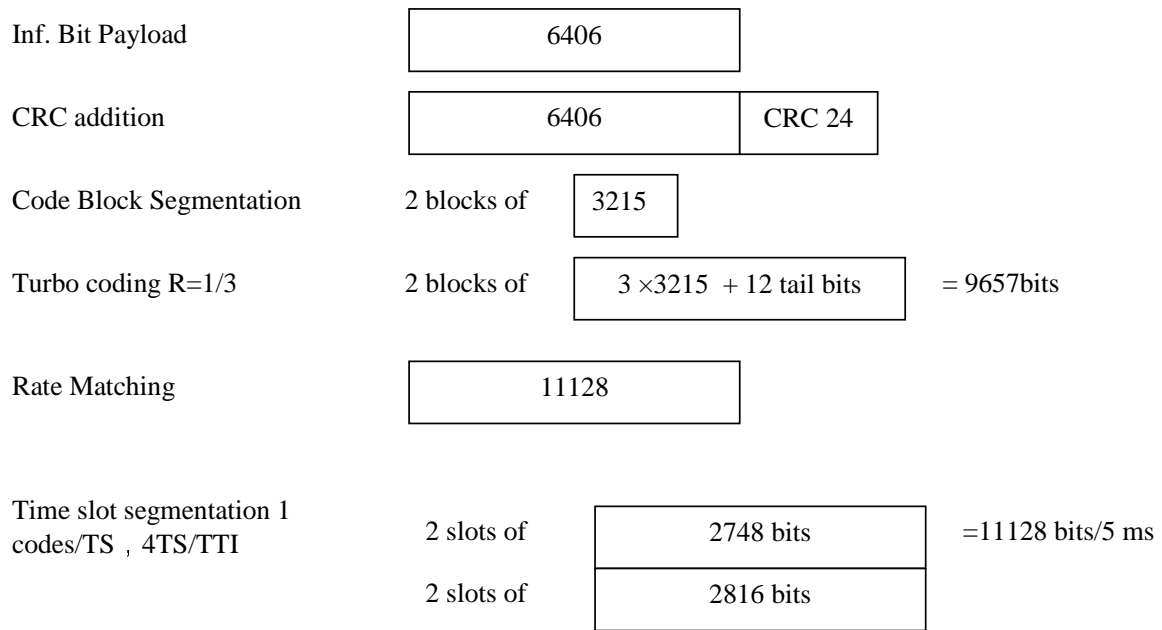 Inf. Bit Payload 6406
CRC addition 6406 CRC 24
Code Block Segmentation 2 blocks of 3215
Turbo coding R=1/3 2 blocks of 3 ×3215 + 12 tail bits = 9657bits
Rate Matching 11128
Time slot segmentation 1
codes/TS , 4TS/TTI
2 slots of 2748 bits =11128 bits/5 ms
2 slots of 2816 bits